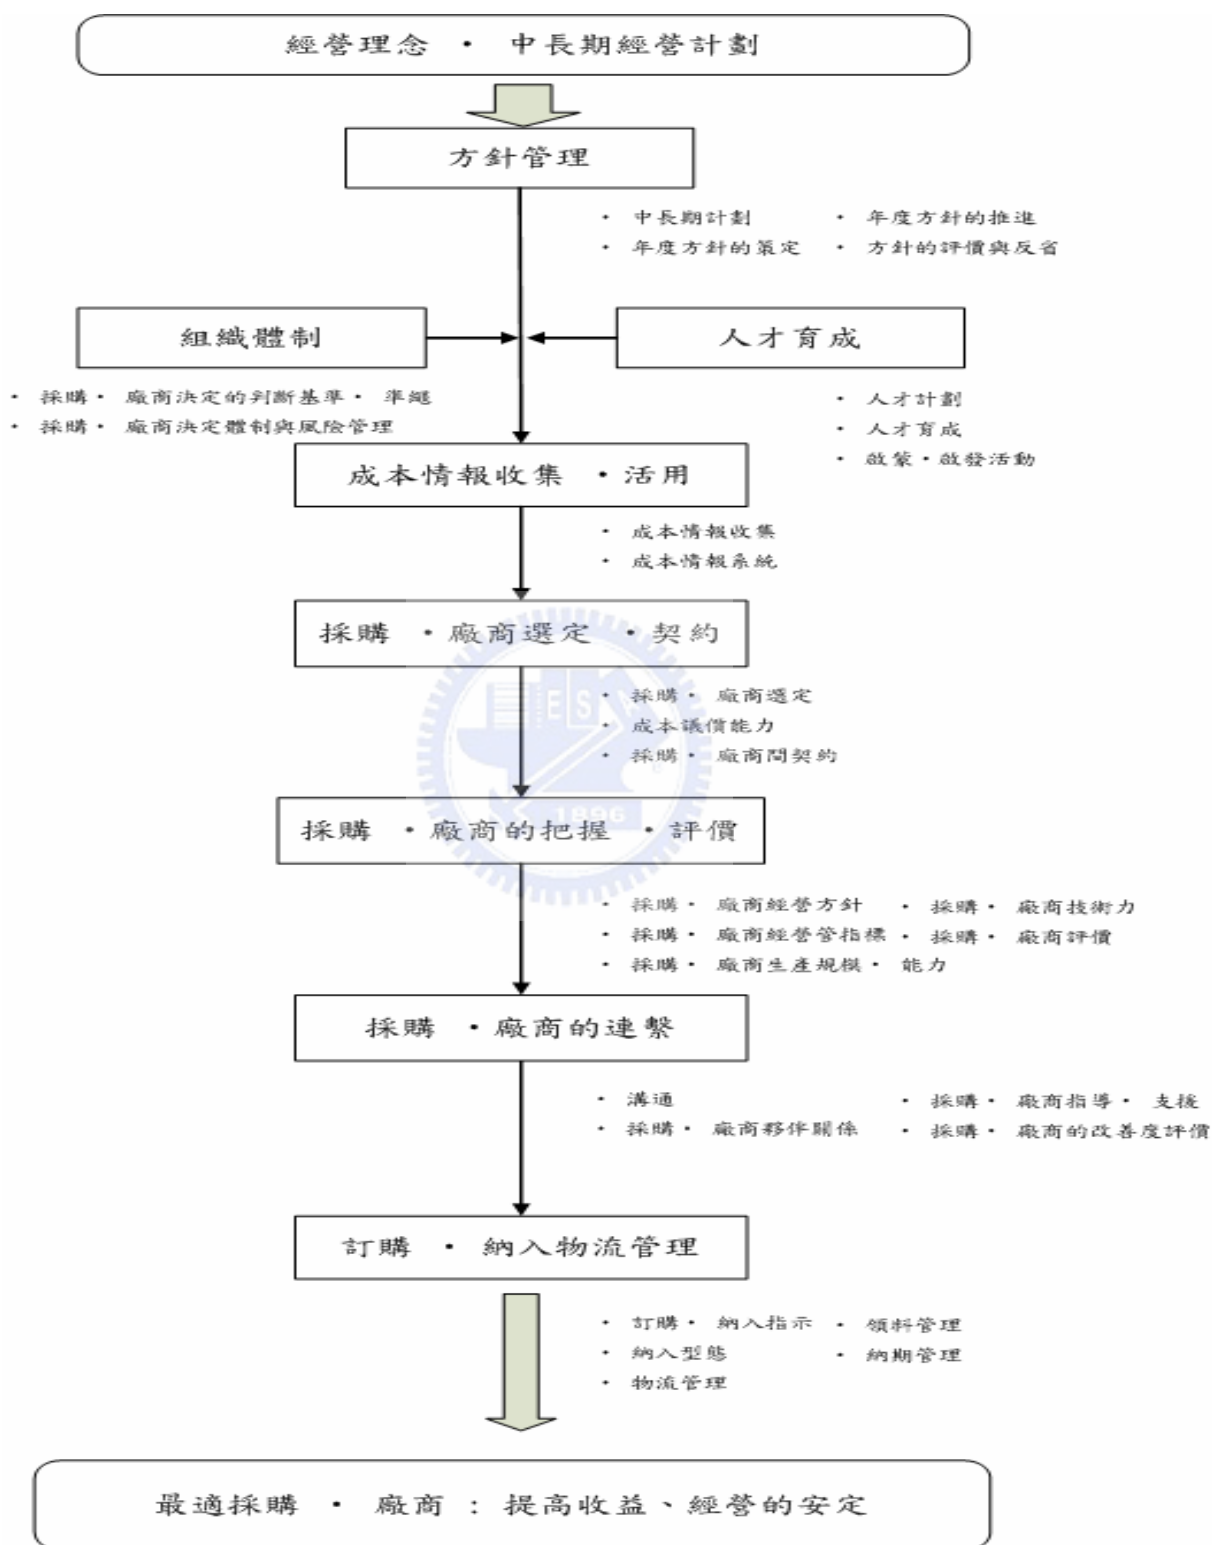 經營理念 ‧ 中長期經營計劃
方針管理
‧ 中長期計劃 ‧ 年度方針的推進
‧ 年度方針的策定 ‧ 方針的評價與反省
組織體制 人才育成
‧ 採購‧ 廠商決定的判斷基準‧ 準繩
‧ 採購‧ 廠商決定體制與風險管理
‧ 人才計劃
‧ 人才育成
‧ 啟蒙‧啟發活動
成本情報收集 ‧活用
‧ 成本情報收集
‧ 成本情報系統
採購 ‧廠商選定 ‧契約
‧ 採購‧ 廠商選定
‧ 成本議價能力
‧ 採購‧ 廠商間契約
ESA
1896
採購 ‧廠商的把握 ‧評價
‧ 採購‧ 廠商經營方針 ‧ 採購‧ 廠商技術力
‧ 採購‧ 廠商經營管指標 ‧ 採購‧ 廠商評價
‧ 採購‧ 廠商生產規模‧ 能力
採購 ‧廠商的連繫
‧ 溝通 ‧ 採購‧ 廠商指導‧ 支援
‧ 採購‧ 廠商夥伴關係 ‧ 採購‧ 廠商的改善度評價
訂購 ‧ 納入物流管理
‧ 訂購‧ 納入指示 ‧ 領料管理
‧ 納入型態 ‧ 納期管理
‧ 物流管理
最適採購 ‧ 廠商 : 提高收益、經營的安定